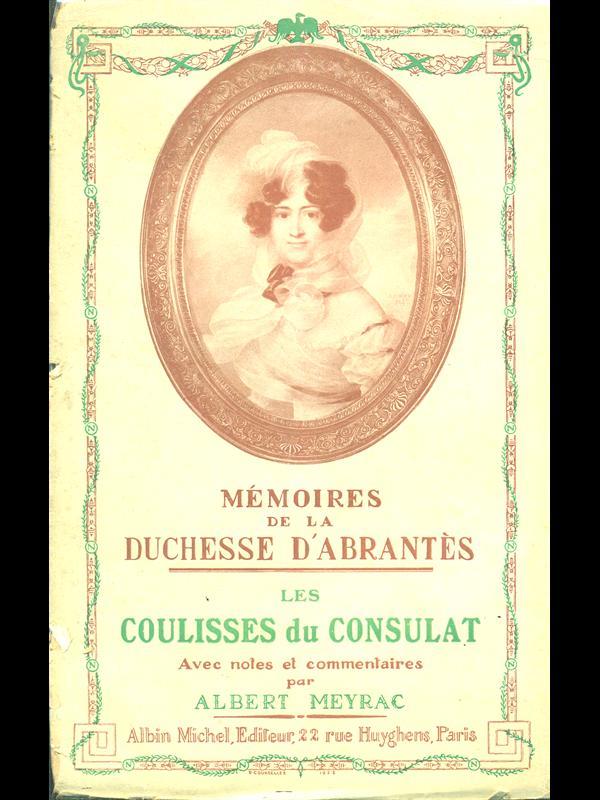 MÉMOIRES
DE LA
DUCHESSE D'ABRANTÈS
LES
COULISSES du CONSULAT
Avec notes et commentaires
par
ALBERT MEYRAC
Albin Michel, Editeur, 22 rue Huyghens, Paris